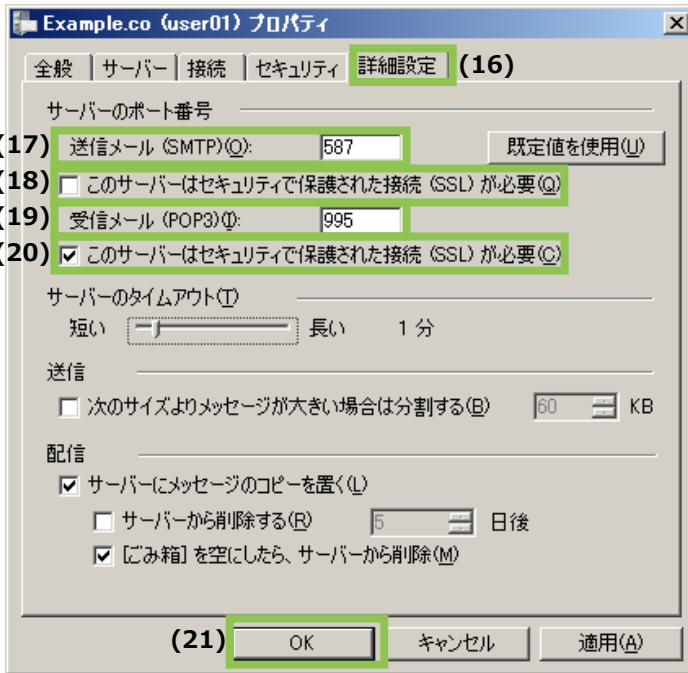 Example.co (user01) プロパティ
全般 サーバー 接続 セキュリティ 詳細設定 (16)
サーバーのポート番号
(17) 送信メール (SMTP)(O): 587 既定値を使用(U)
(18) このサーバーはセキュリティで保護された接続 (SSL) が必要(Q)
(19) 受信メール (POP3)(I): 995
(20) このサーバーはセキュリティで保護された接続 (SSL) が必要(C)
サーバーのタイムアウト(T)
短い 長い 1 分
送信
次のサイズよりメッセージが大きい場合は分割する(B) 60 KB
配信
サーバーにメッセージのコピーを置く(L)
サーバーから削除する(R) 5 日後
[ごみ箱] を空にしたら、サーバーから削除(M)
(21) OK キャンセル 適用(A)